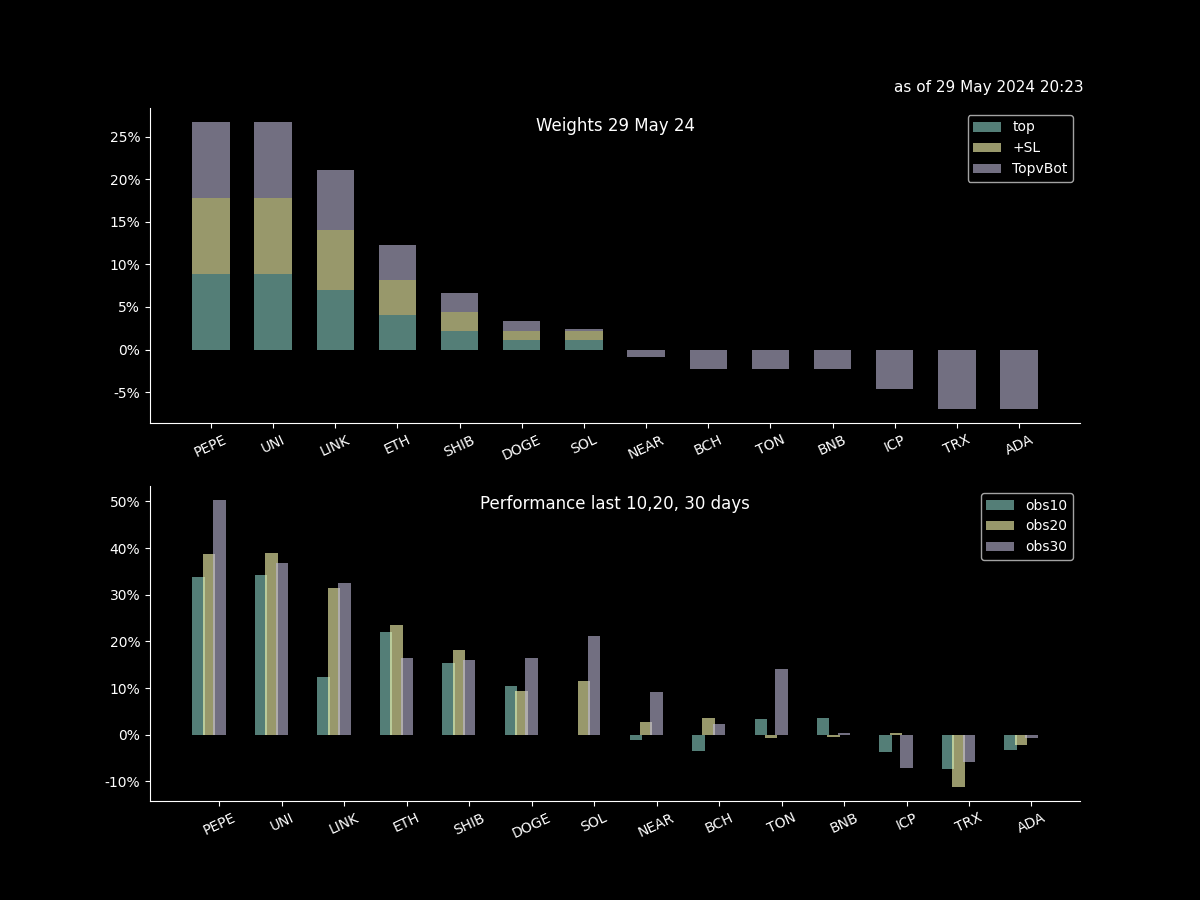 as of 29 May 2024 20:23
Weights 29 May 24
top
+SL
TopvBot
25%
20%
15%
10%
5%
0%
-5%
PEPE UNI LINK ETH SHIB DOGE SOL NEAR BCH TON BNB ICP TRX ADA
Performance last 10,20, 30 days
obs10
obs20
obs30
50%
40%
30%
20%
10%
0%
-10%
PEPE UNI LINK ETH SHIB DOGE SOL NEAR BCH TON BNB ICP TRX ADA